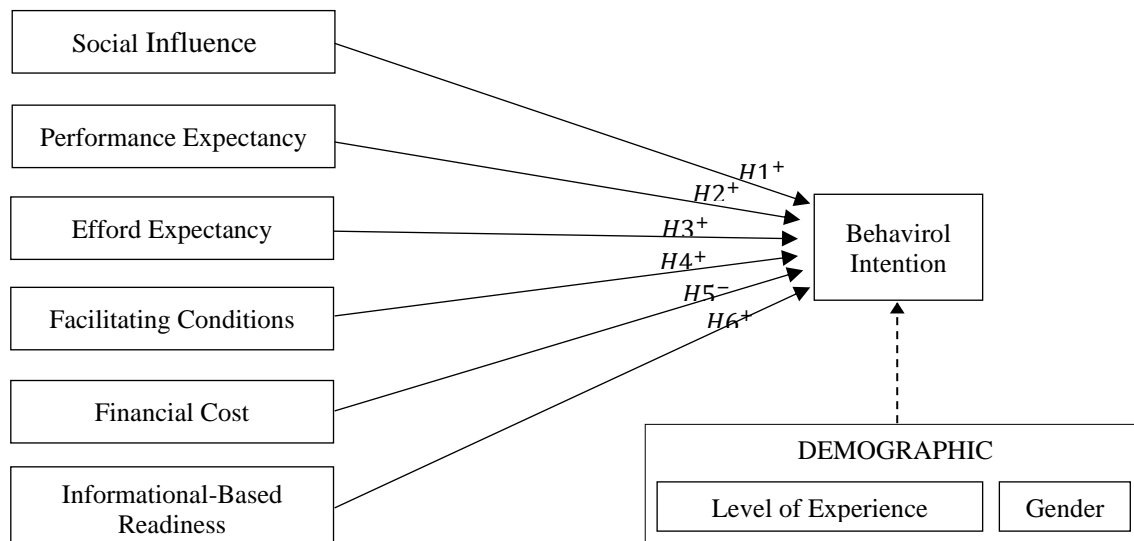 Social Influence
Performance Expectancy
Efford Expectancy
Facilitating Conditions
Financial Cost
Informational-Based
Readiness
H1⁺
H2⁺
H3⁺
H4⁺
H5⁻
H6⁺
Behavirol
Intention
DEMOGRAPHIC
Level of Experience
Gender